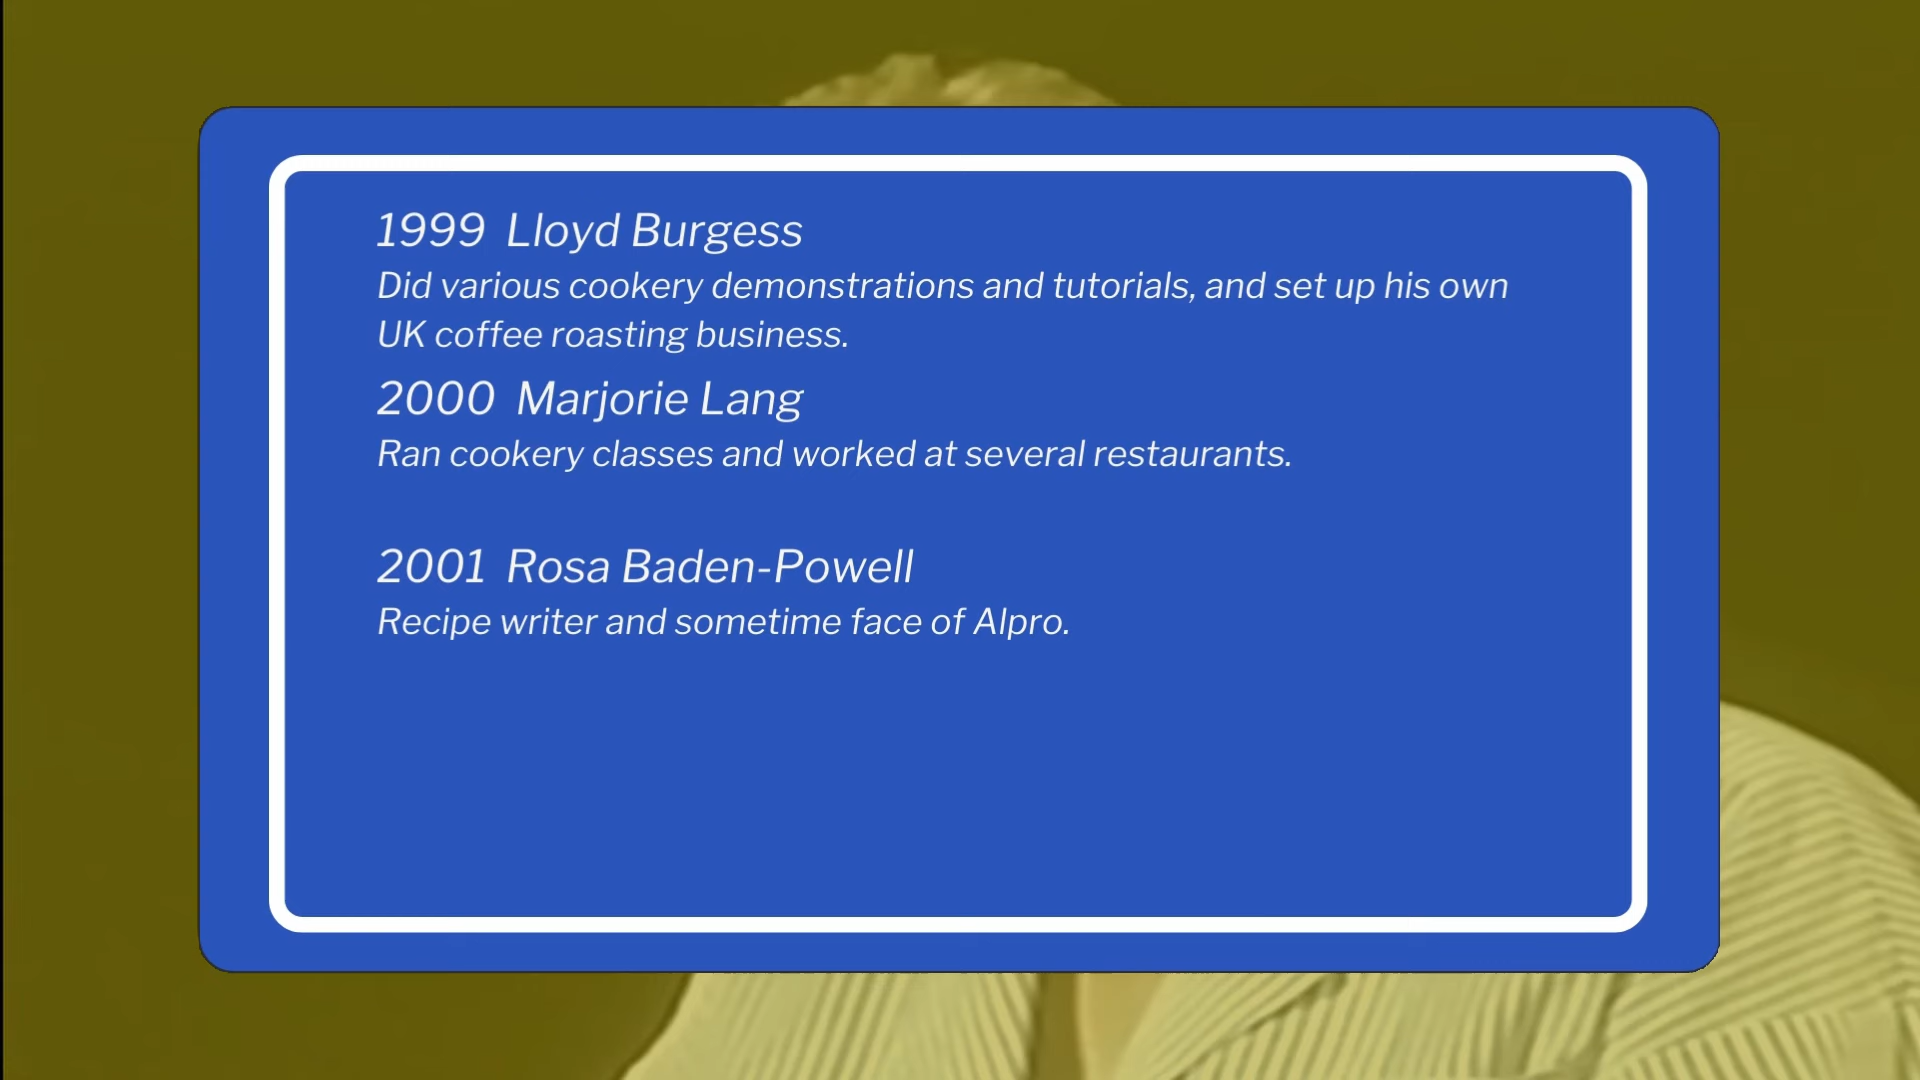 1999 Lloyd Burgess
Did various cookery demonstrations and tutorials, and set up his own
UK coffee roasting business.
2000 Marjorie Lang
Ran cookery classes and worked at several restaurants.
2001 Rosa Baden-Powell
Recipe writer and sometime face of Alpro.